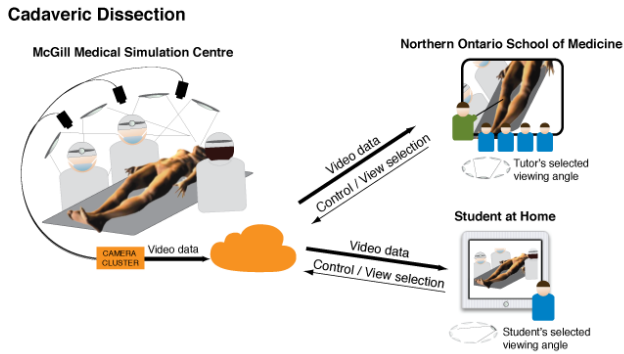 Cadaveric Dissection
McGill Medical Simulation Centre
Northern Ontario School of Medicine
Video data
Control / View selection
Tutor's selected
viewing angle
Student at Home
CAMERA
CLUSTER
Video data
Video data
Control / View selection
Student's selected
viewing angle